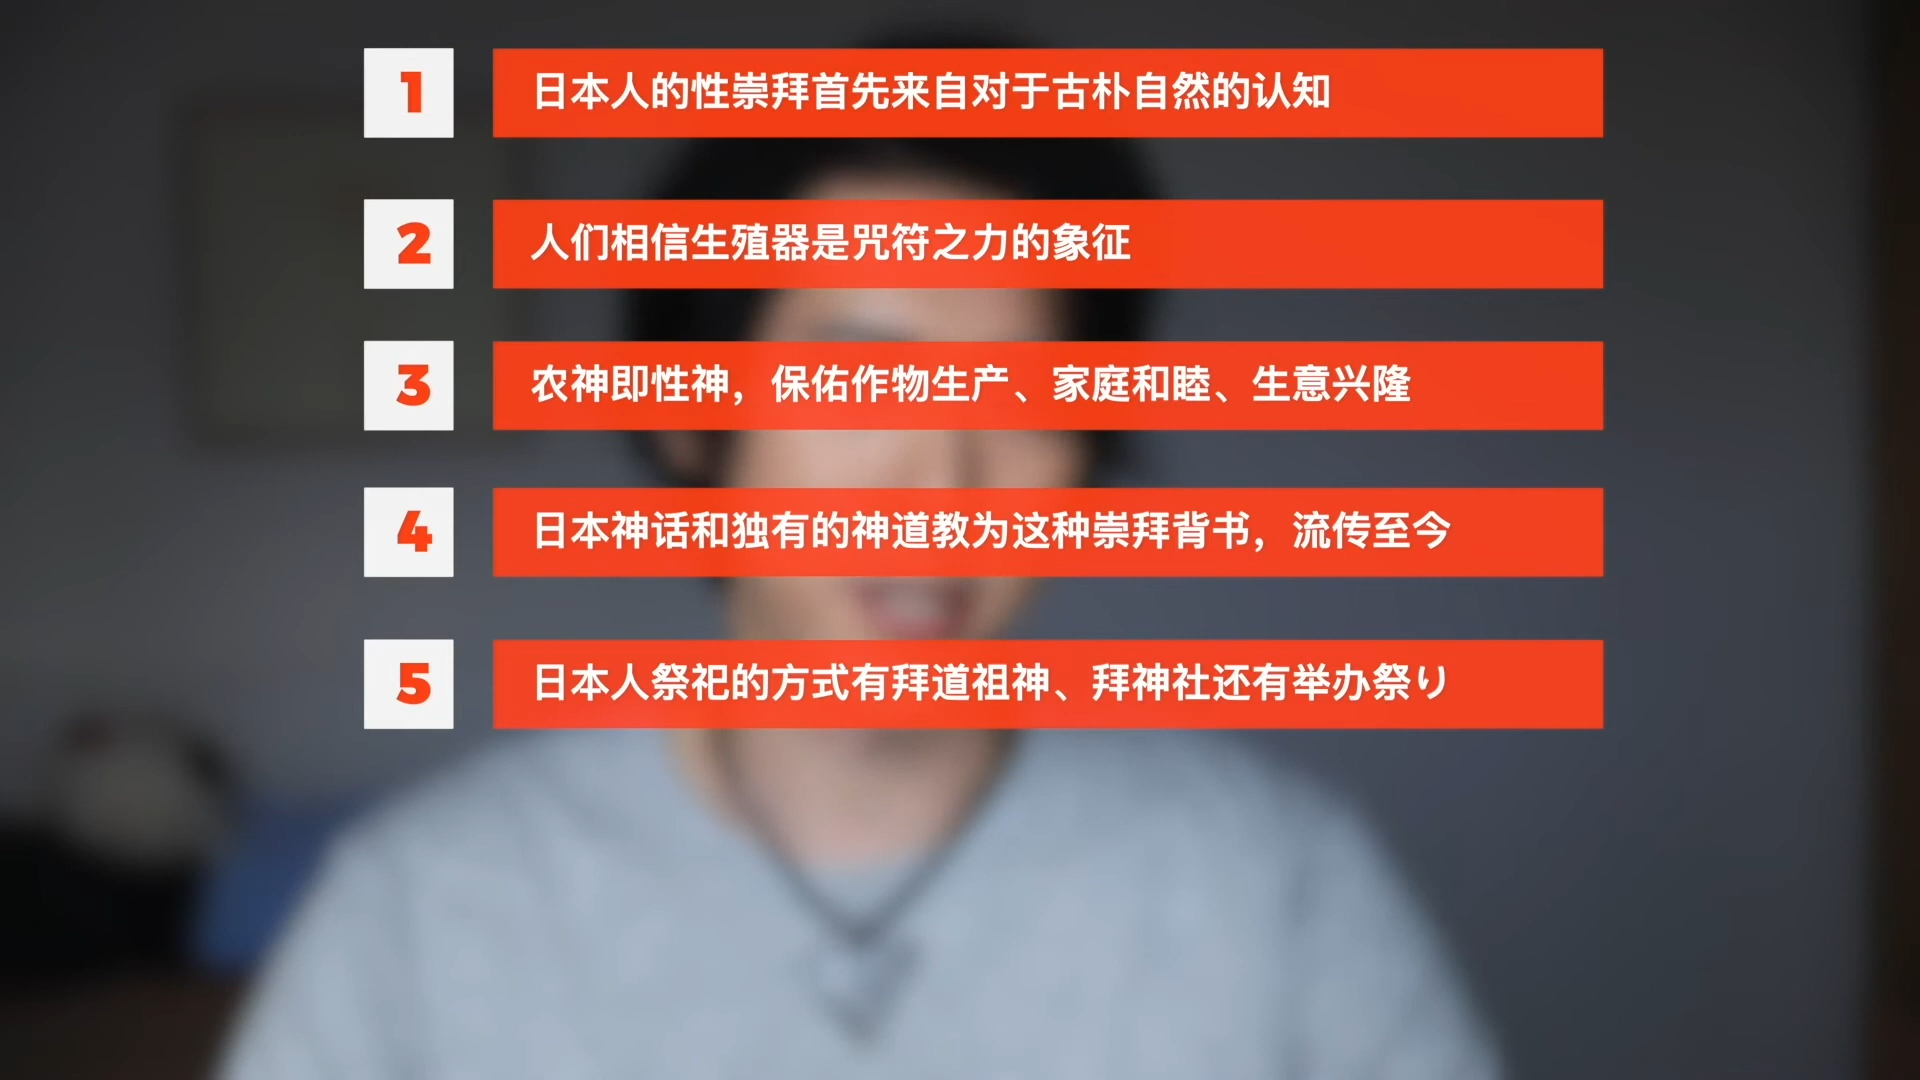 1 日本人的性崇拜首先来自对于古朴自然的认知
2 人们相信生殖器是咒符之力的象征
3 农神即性神，保佑作物生产、家庭和睦、生意兴隆
4 日本神话和独有的神道教为这种崇拜背书，流传至今
5 日本人祭祀的方式有拜道祖神、拜神社还有举办祭り